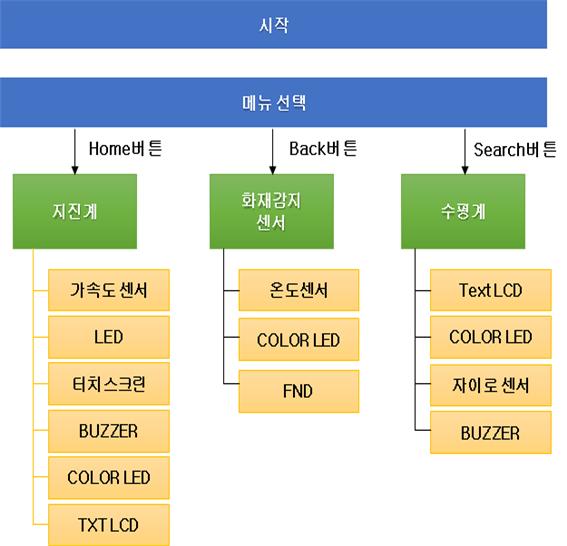 시작
메뉴 선택
Home버튼
Back버튼
Search버튼
지진계
화재감지
센서
수평계
가속도 센서
LED
터치스크린
BUZZER
COLOR LED
TXT LCD
온도센서
COLOR LED
FND
Text LCD
COLOR LED
자이로 센서
BUZZER